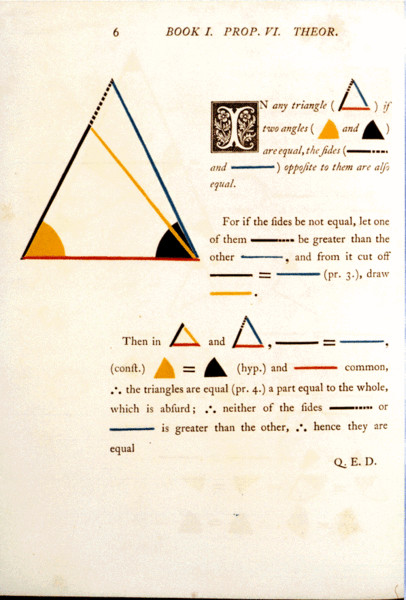 6 BOOK I. PROP. VI. THEOR.
IN any triangle ( ) if
two angles ( and )
are equal, the ſides (
and ) oppoſite to them are alſo
equal.
For if the ſides be not equal, let one
of them be greater than the
other , and from it cut off
= (pr. 3.), draw
.
Then in and , = ,
(conſt.) = (hyp.) and common,
∴ the triangles are equal (pr. 4.) a part equal to the whole,
which is abſurd; ∴ neither of the ſides or
is greater than the other, ∴ hence they are
equal
Q. E. D.